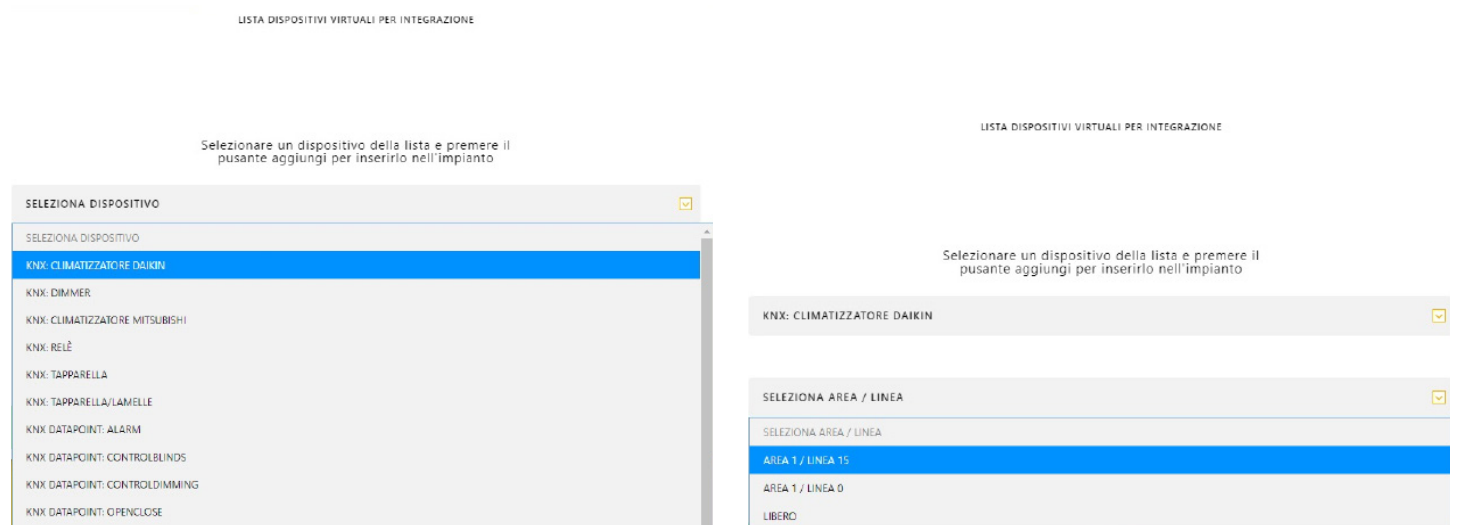 LISTA DISPOSITIVI VIRTUALI PER INTEGRAZIONE
Selezionare un dispositivo della lista e premere il
pusante aggiungi per inserirlo nell'impianto
SELEZIONA DISPOSITIVO
SELEZIONA DISPOSITIVO
KNX: CLIMATIZZATORE DAIKIN
KNX: DIMMER
KNX: CLIMATIZZATORE MITSUBISHI
KNX: RELÈ
KNX: TAPPARELLA
KNX: TAPPARELLA/LAMELLE
KNX DATAPOINT: ALARM
KNX DATAPOINT: CONTROLBLINDS
KNX DATAPOINT: CONTROLDIMMING
KNX DATAPOINT: OPENCLOSE
LISTA DISPOSITIVI VIRTUALI PER INTEGRAZIONE
Selezionare un dispositivo della lista e premere il
pusante aggiungi per inserirlo nell'impianto
KNX: CLIMATIZZATORE DAIKIN
SELEZIONA AREA / LINEA
SELEZIONA AREA / LINEA
AREA 1 / LINEA 15
AREA 1 / LINEA 0
LIBERO